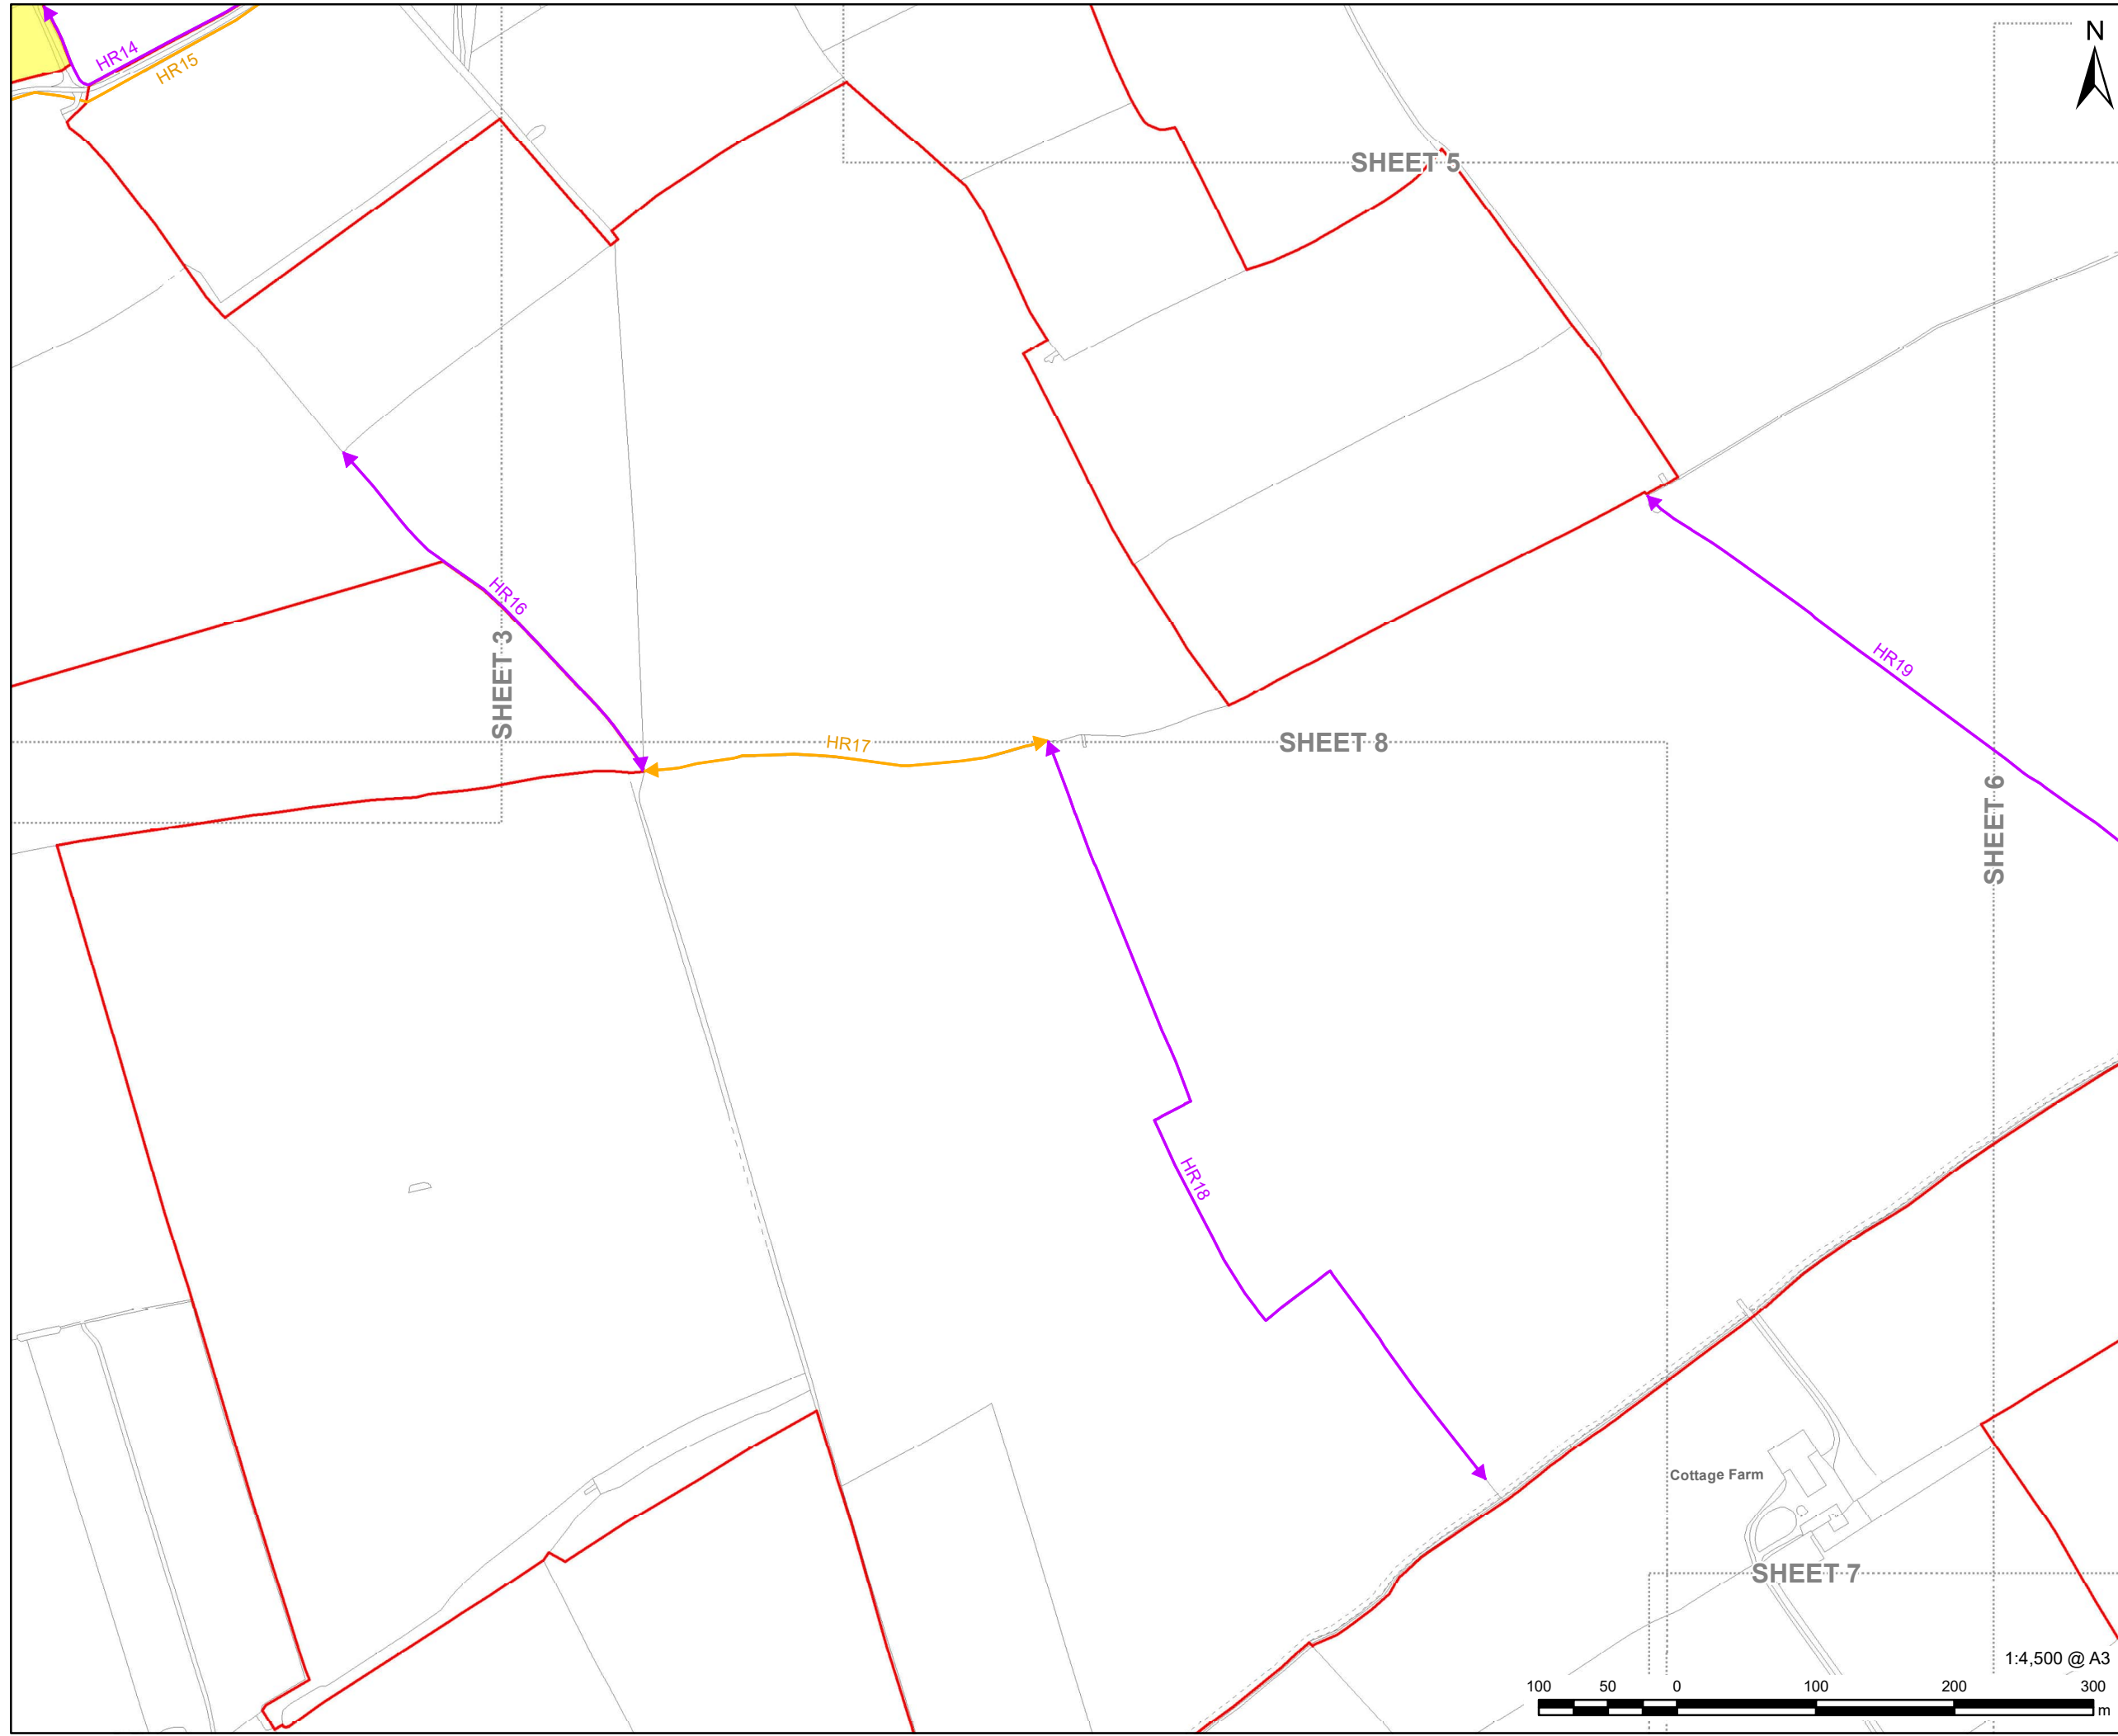 HR14
HR15
N
SHEET 5
HR16
SHEET 3
HR19
HR17
SHEET 8
SHEET 6
HR18
Cottage Farm
SHEET 7
1:4,500 @ A3
100 50 0 100 200 300
m